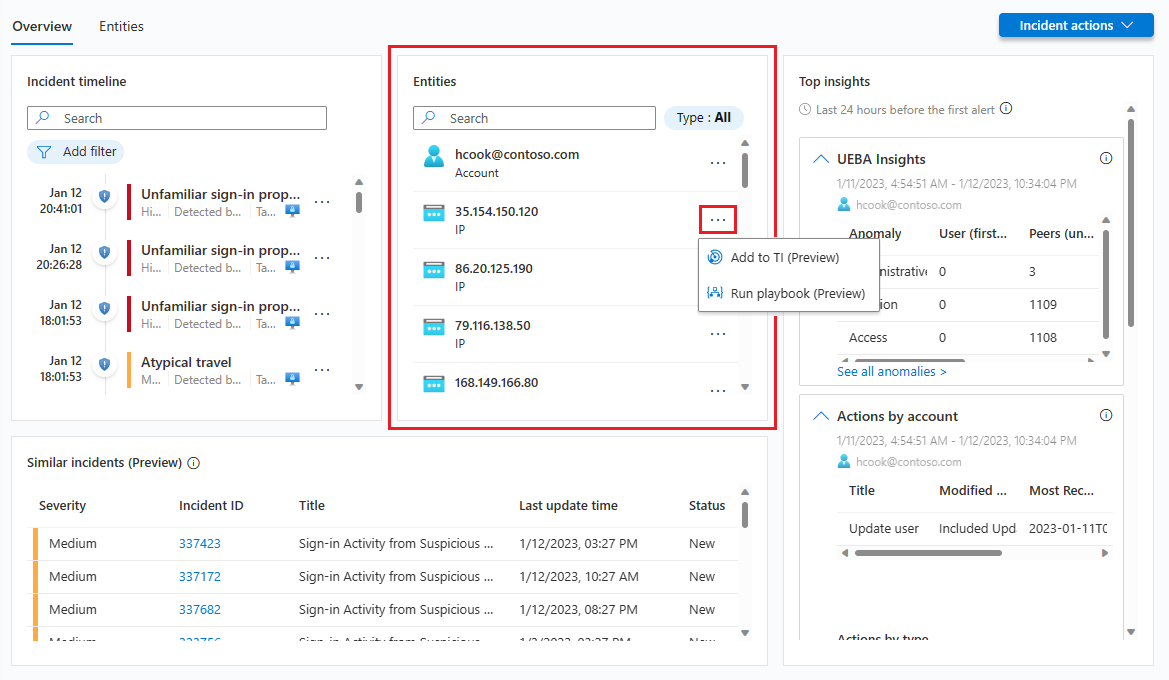 Overview
Entities
Incident actions
Incident timeline
Search
Add filter
Jan 12
20:41:01
Unfamiliar sign-in prop...
Hi... Detected b... Ta...
Jan 12
20:26:28
Unfamiliar sign-in prop...
Hi... Detected b... Ta...
Jan 12
18:01:53
Unfamiliar sign-in prop...
Hi... Detected b... Ta...
Jan 12
18:01:53
Atypical travel
M... Detected b... Ta...
Entities
Search
Type : All
hcook@contoso.com
Account
35.154.150.120
IP
86.20.125.190
IP
79.116.138.50
IP
168.149.166.80
Add to TI (Preview)
Run playbook (Preview)
Top insights
Last 24 hours before the first alert
UEBA Insights
1/11/2023, 4:54:51 AM - 1/12/2023, 10:34:04 PM
hcook@contoso.com
Anomaly User (first... Peers (un...
nistrative 0 3
ion 0 1109
Access 0 1108
See all anomalies >
Actions by account
1/11/2023, 4:54:51 AM - 1/12/2023, 10:34:04 PM
hcook@contoso.com
Title Modified ... Most Rec...
Update user Included Upd 2023-01-11T0
Actions by type
Similar incidents (Preview)
Severity Incident ID Title Last update time Status
Medium 337423 Sign-in Activity from Suspicious ... 1/12/2023, 03:27 PM New
Medium 337172 Sign-in Activity from Suspicious ... 1/12/2023, 10:27 AM New
Medium 337682 Sign-in Activity from Suspicious ... 1/12/2023, 08:27 PM New
Medium Sign-in Activity from Suspicious ... New